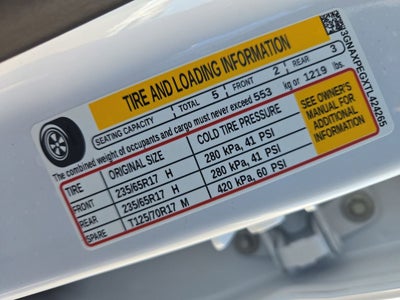 TIRE AND LOADING INFORMATION
SEATING CAPACITY TOTAL 5 FRONT 2 REAR 3
The combined weight of occupants and cargo must never exceed 553 kg or 1219 lbs.
TIRE ORIGINAL SIZE COLD TIRE PRESSURE
FRONT 235/65R17 H 280 kPa, 41 PSI
REAR 235/65R17 H 280 kPa, 41 PSI
SPARE T125/70R17 M 420 kPa, 60 PSI
SEE OWNER'S
MANUAL FOR
ADDITIONAL
INFORMATION
3GNAXPEGXTL424265